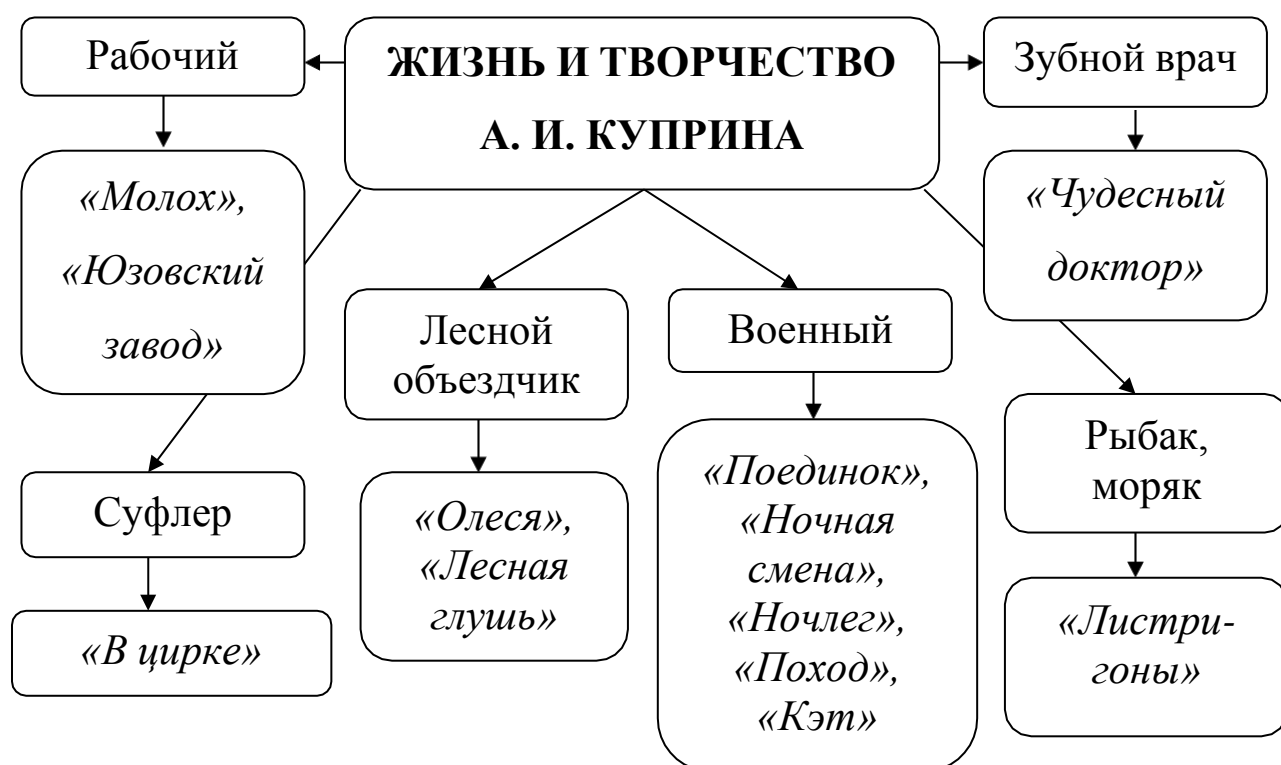 Рабочий
ЖИЗНЬ И ТВОРЧЕСТВО
А. И. КУПРИНА
Зубной врач
«Молох»,
«Юзовский
завод»
«Чудесный
доктор»
Лесной
объездчик
Военный
Рыбак,
моряк
Суфлер
«Олеся»,
«Лесная
глушь»
«Поединок»,
«Ночная
смена»,
«Ночлег»,
«Поход»,
«Кэт»
«В цирке»
«Листри-
гоны»